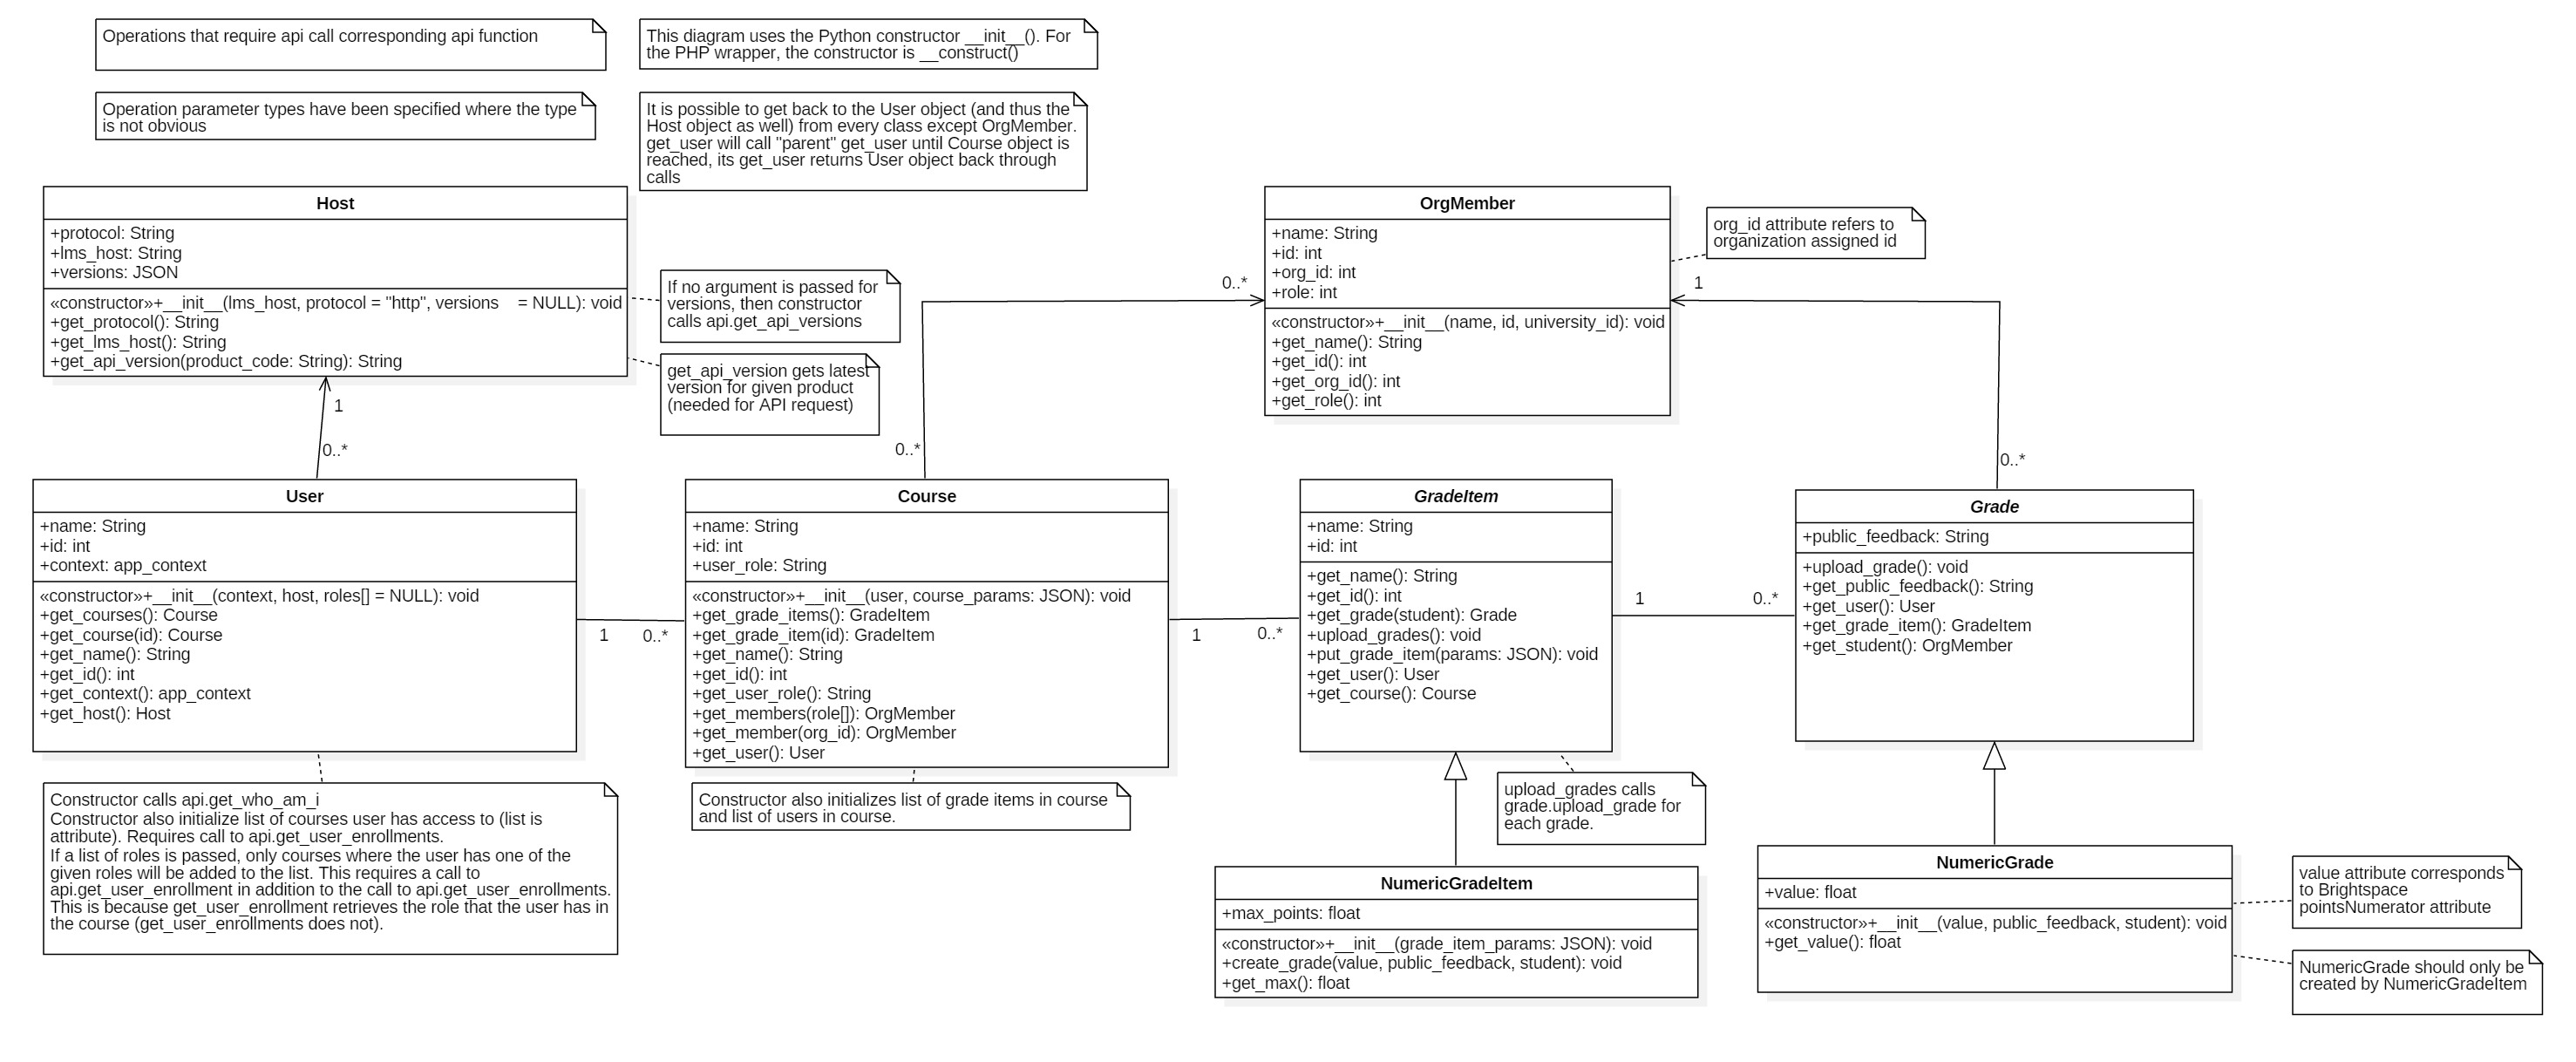 Operations that require api call corresponding api function
This diagram uses the Python constructor __init__(). For
the PHP wrapper, the constructor is __construct()
Operation parameter types have been specified where the type
is not obvious
It is possible to get back to the User object (and thus the
Host object as well) from every class except OrgMember.
get_user will call "parent" get_user until Course object is
reached, its get_user returns User object back through
calls
Host
+protocol: String
+lms_host: String
+versions: JSON
«constructor»+__init__(lms_host, protocol = "http", versions    = NULL): void
+get_protocol(): String
+get_lms_host(): String
+get_api_version(product_code: String): String
If no argument is passed for
versions, then constructor
calls api.get_api_versions
get_api_version gets latest
version for given product
(needed for API request)
OrgMember
+name: String
+id: int
+org_id: int
+role: int
«constructor»+__init__(name, id, university_id): void
+get_name(): String
+get_id(): int
+get_org_id(): int
+get_role(): int
org_id attribute refers to
organization assigned id
0..*
1
1
0..*
0..*
0..*
User
+name: String
+id: int
+context: app_context
«constructor»+__init__(context, host, roles[] = NULL): void
+get_courses(): Course
+get_course(id): Course
+get_name(): String
+get_id(): int
+get_context(): app_context
+get_host(): Host
1
0..*
Course
+name: String
+id: int
+user_role: String
«constructor»+__init__(user, course_params: JSON): void
+get_grade_items(): GradeItem
+get_grade_item(id): GradeItem
+get_name(): String
+get_id(): int
+get_user_role(): String
+get_members(role[]): OrgMember
+get_member(org_id): OrgMember
+get_user(): User
1
0..*
GradeItem
+name: String
+id: int
+get_name(): String
+get_id(): int
+get_grade(student): Grade
+upload_grades(): void
+put_grade_item(params: JSON): void
+get_user(): User
+get_course(): Course
1
0..*
Grade
+public_feedback: String
+upload_grade(): void
+get_public_feedback(): String
+get_user(): User
+get_grade_item(): GradeItem
+get_student(): OrgMember
Constructor calls api.get_who_am_i
Constructor also initialize list of courses user has access to (list is
attribute). Requires call to api.get_user_enrollments.
If a list of roles is passed, only courses where the user has one of the
given roles will be added to the list. This requires a call to
api.get_user_enrollment in addition to the call to api.get_user_enrollments.
This is because get_user_enrollment retrieves the role that the user has in
the course (get_user_enrollments does not).
Constructor also initializes list of grade items in course
and list of users in course.
upload_grades calls
grade.upload_grade for
each grade.
NumericGradeItem
+max_points: float
«constructor»+__init__(grade_item_params: JSON): void
+create_grade(value, public_feedback, student): void
+get_max(): float
NumericGrade
+value: float
«constructor»+__init__(value, public_feedback, student): void
+get_value(): float
value attribute corresponds
to Brightspace
pointsNumerator attribute
NumericGrade should only be
created by NumericGradeItem